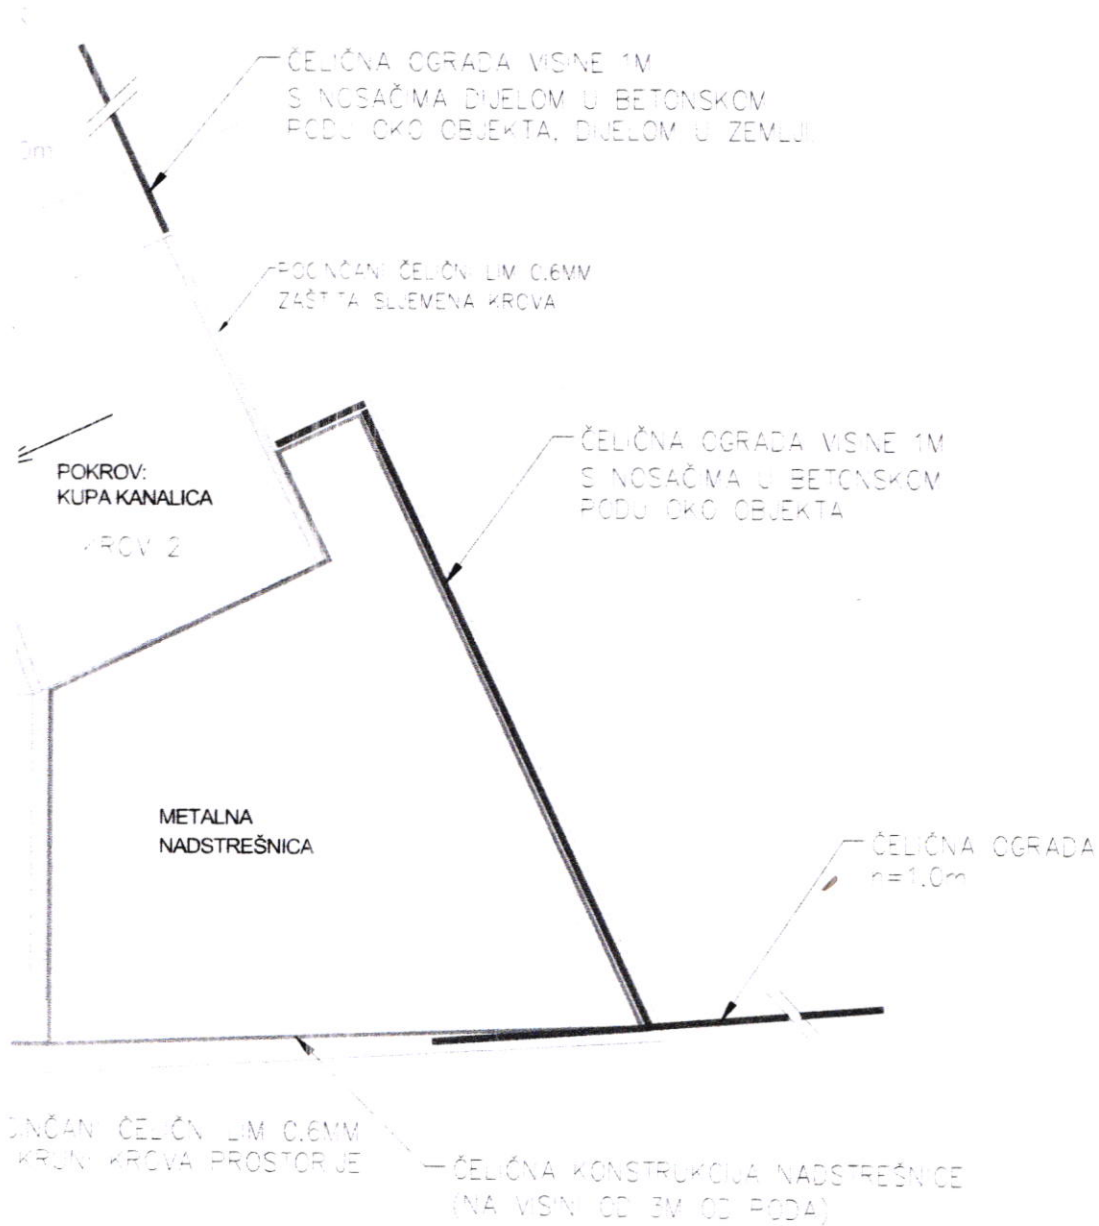 ČELIČNA OGRADA VISINE 1M
S NOSAČIMA DIJELOM U BETONSKOM
PODU OKO OBJEKTA, DIJELOM U ZEMLJI
POCINČANI ČELIČNI LIM 0.6MM
ZAŠTITA SLJEMENA KROVA
POKROV:
KUPA KANALICA
KROV 2
ČELIČNA OGRADA VISINE 1M
S NOSAČIMA U BETONSKOM
PODU OKO OBJEKTA
METALNA
NADSTREŠNICA
ČELIČNA OGRADA
h=1.0m
ČELIČNI LIM 0.6MM
KROVA PROSTORIJE
ČELIČNA KONSTRUKCIJA NADSTREŠNICE
(NA VISINI OD 3M OD PODA)